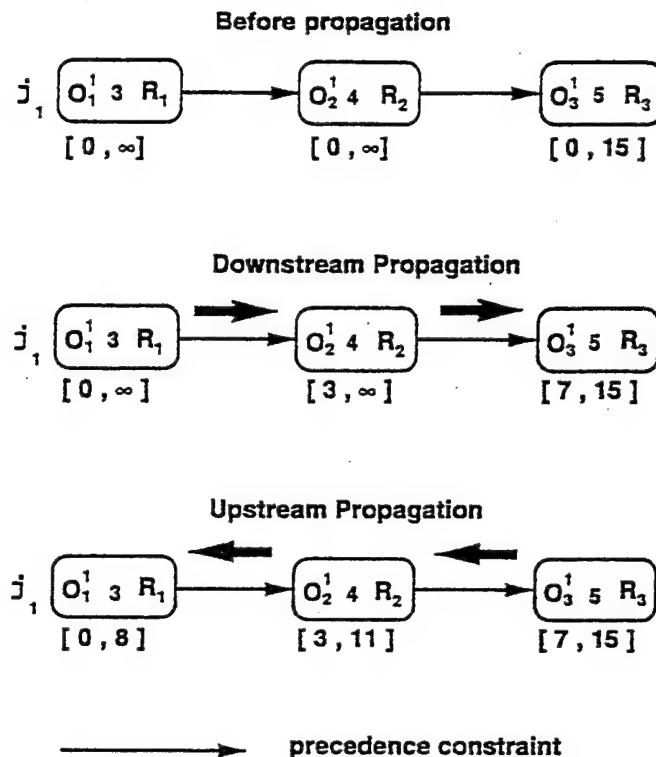 Before propagation
j₁ O₁¹ 3 R₁ O₂¹ 4 R₂ O₃¹ 5 R₃
[0,∞] [0,∞] [0,15]
Downstream Propagation
j₁ O₁¹ 3 R₁ O₂¹ 4 R₂ O₃¹ 5 R₃
[0,∞] [3,∞] [7,15]
Upstream Propagation
j₁ O₁¹ 3 R₁ O₂¹ 4 R₂ O₃¹ 5 R₃
[0,8] [3,11] [7,15]
precedence constraint